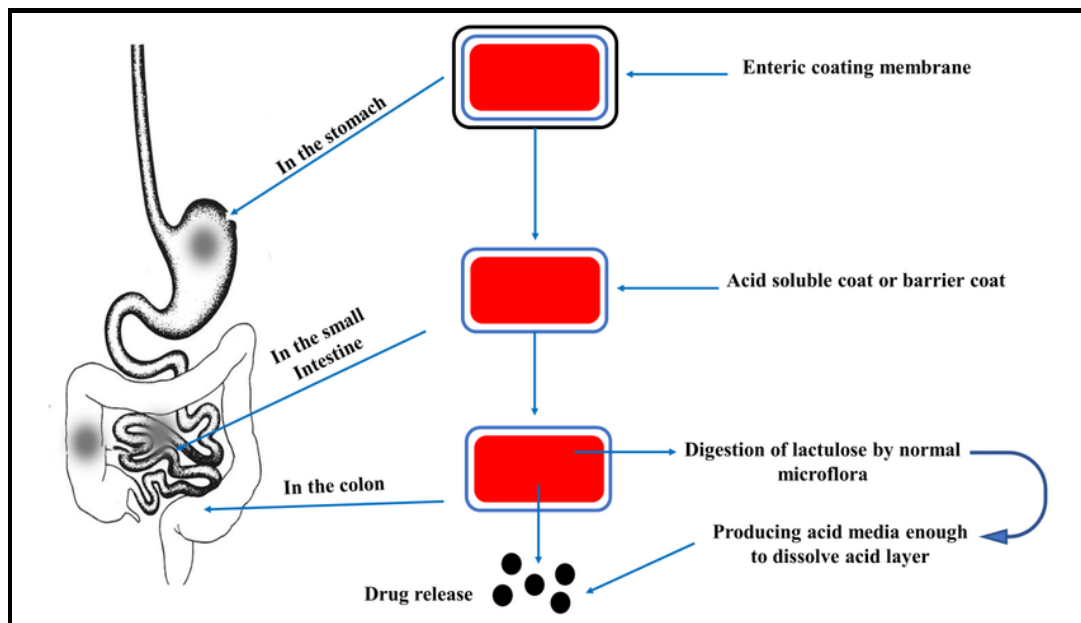 Enteric coating membrane
In the stomach
Acid soluble coat or barrier coat
In the small
Intestine
Digestion of lactulose by normal
microflora
In the colon
Producing acid media enough
to dissolve acid layer
Drug release